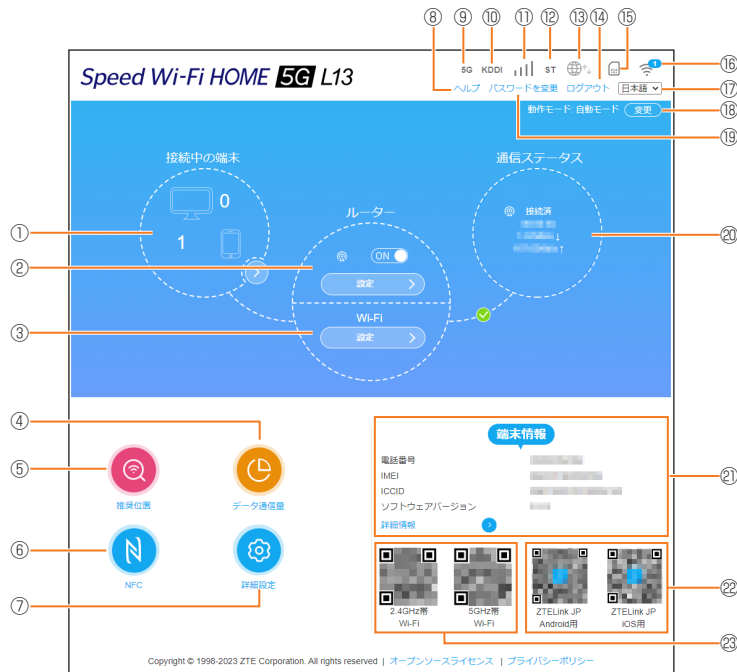 ⑧ ⑨ ⑩ ⑪ ⑫ ⑬ ⑭ ⑮
Speed Wi-Fi HOME 5G L13
5G KDDI ST 1 ⑯
ヘルプ パスワードを変更 ログアウト 日本語 ⑰
動作モード: 自動モード 変更 ⑱
⑲
接続中の端末
通信ステータス
0
ルーター
接続済
① 1
⑳
② ON
設定
Wi-Fi
③ 設定
④
端末情報
電話番号
⑤ IMEI ㉑
ICCID
推奨位置 データ通信量
ソフトウェアバージョン
詳細情報
⑥
NFC 詳細設定
㉒
⑦
2.4GHz帯
Wi-Fi
5GHz帯
Wi-Fi
ZTELink JP
Android用
ZTELink JP
iOS用
㉓
Copyright © 1998-2023 ZTE Corporation. All rights reserved | オープンソースライセンス | プライバシーポリシー